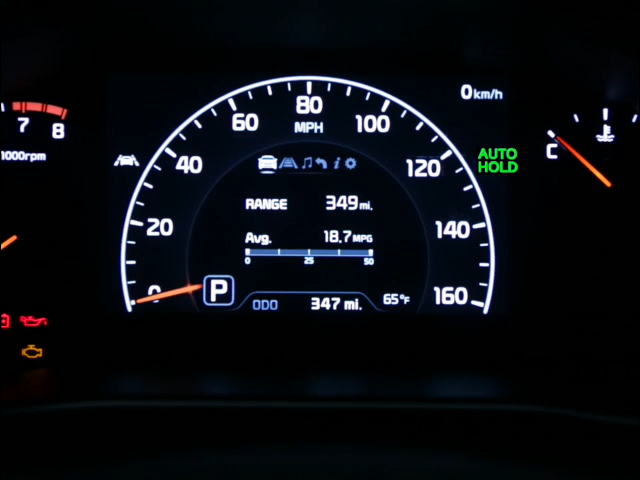 0 km/h
80
7
8
60
MPH
100
1000rpm
40
120
AUTO
HOLD
C
RANGE 349 mi.
20
Avg. 18.7 MPG
140
0 25 50
0
P
160
ODO 347 mi.
65°F